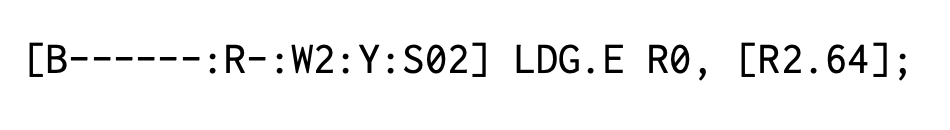 [B------:R-:W2:Y:S02] LDG.E R0, [R2.64];